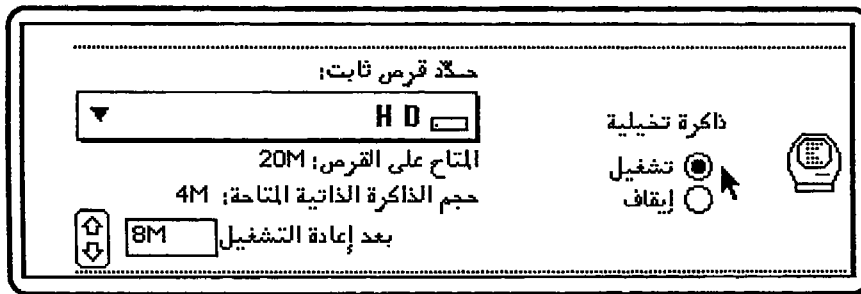 ذاكرة تخيلية
تشغيل
إيقاف
حدّد قرص ثابت:
HD
المتاح على القرص: 20M
حجم الذاكرة الذاتية المتاحة: 4M
بعد إعادة التشغيل 8M